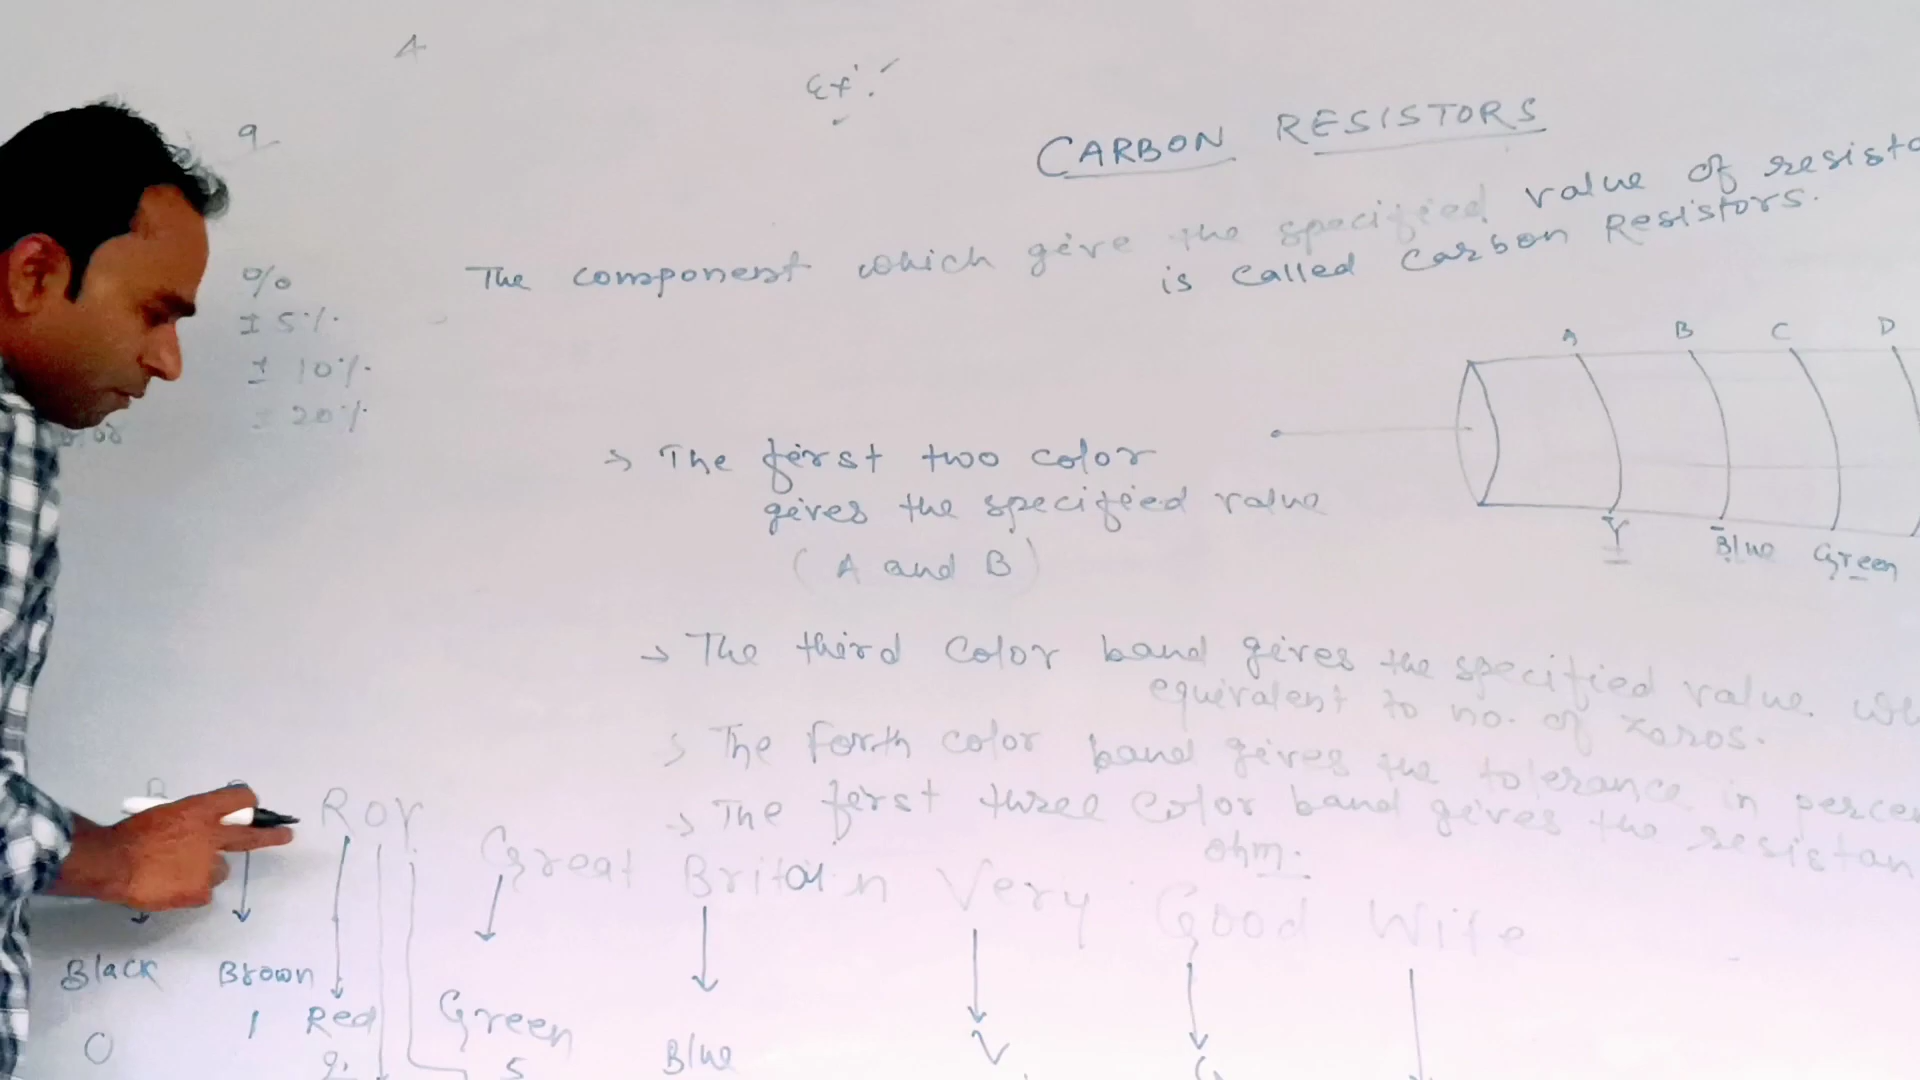 A
Ex:
9
CARBON RESISTORS
The component which give the specified value of resisto
is called carbon Resistors.
%
± 5%
± 10%
± 20%
A B C D
→ The first two color
gives the specified value
(A and B)
Y Blue Green
→ The third color band gives the specified value
equivalent to no. of zoros.
→ The forth color band gives the tolerance in perce
→ The first three color band gives the resistan
ohm.
B Roy Great Britain Very Good Wife
Black Brown Red Green Blue V G
0 1 2 5